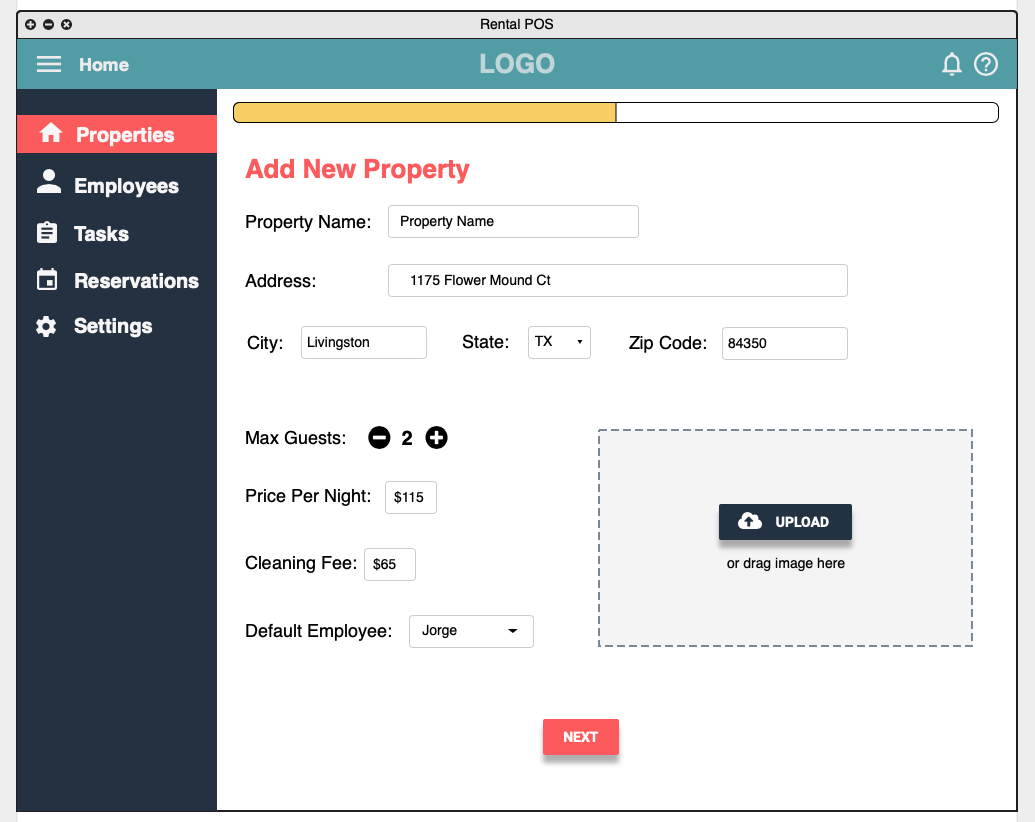 Rental POS
Home
LOGO
Properties
Employees
Tasks
Reservations
Settings
Add New Property
Property Name: Property Name
Address: 1175 Flower Mound Ct
City: Livingston State: TX Zip Code: 84350
Max Guests: 2
Price Per Night: $115
Cleaning Fee: $65
Default Employee: Jorge
UPLOAD
or drag image here
NEXT